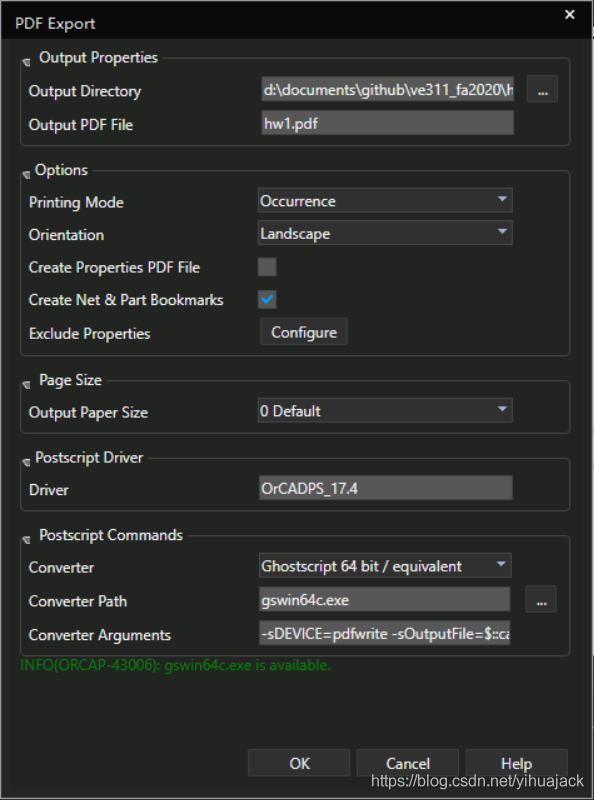 PDF Export
Output Properties
Output Directory d:\documents\github\ve311_fa2020\h ...
Output PDF File hw1.pdf
Options
Printing Mode Occurrence
Orientation Landscape
Create Properties PDF File
Create Net & Part Bookmarks
Exclude Properties Configure
Page Size
Output Paper Size 0 Default
Postscript Driver
Driver OrCADPS_17.4
Postscript Commands
Converter Ghostscript 64 bit / equivalent
Converter Path gswin64c.exe ...
Converter Arguments -sDEVICE=pdfwrite -sOutputFile=$::ca
INFO(ORCAP-43006): gswin64c.exe is available.
OK Cancel Help
https://blog.csdn.net/yihuajack